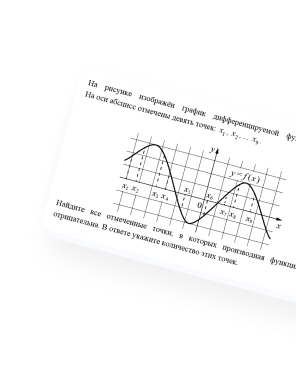 На рисунке изображён график дифференцируемой
На оси абсцисс отмечены девять точек: x₁, x₂, ... x₉.
y
y = f(x)
x₁ x₂ x₃ x₄ x₅ 0 x₆ x₇ x₈ x₉ x
Найдите все отмеченные точки, в которых производная функции
отрицательна. В ответе укажите количество этих точек.